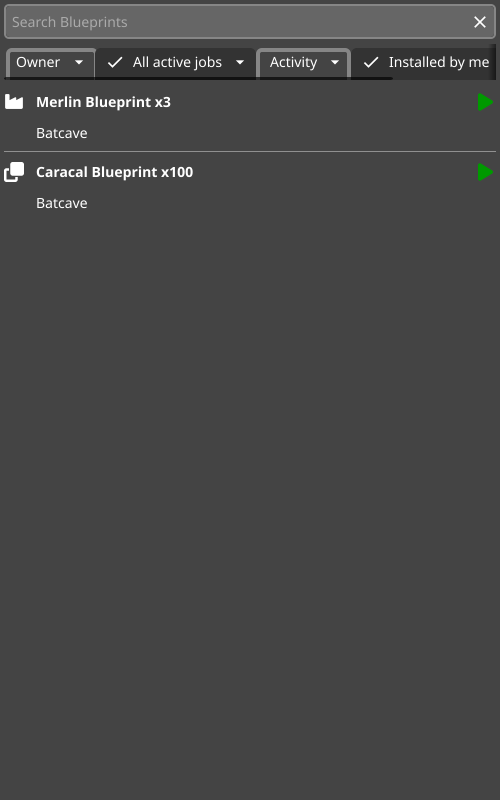 Search Blueprints
Owner All active jobs Activity Installed by me
Merlin Blueprint x3
Batcave
Caracal Blueprint x100
Batcave